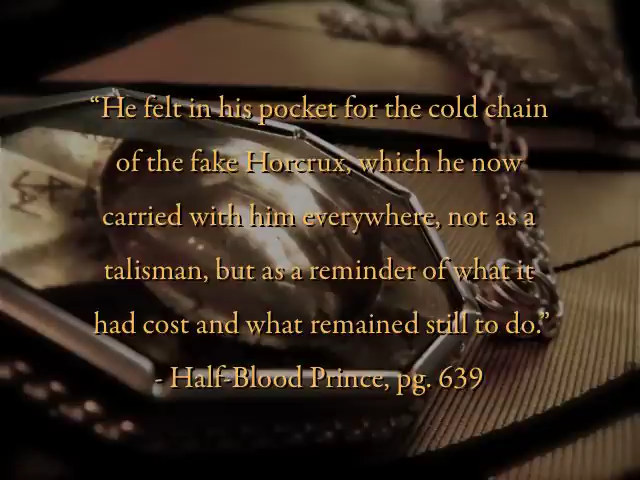 “He felt in his pocket for the cold chain
of the fake Horcrux, which he now
carried with him everywhere, not as a
talisman, but as a reminder of what it
had cost and what remained still to do.”
- Half-Blood Prince, pg. 639